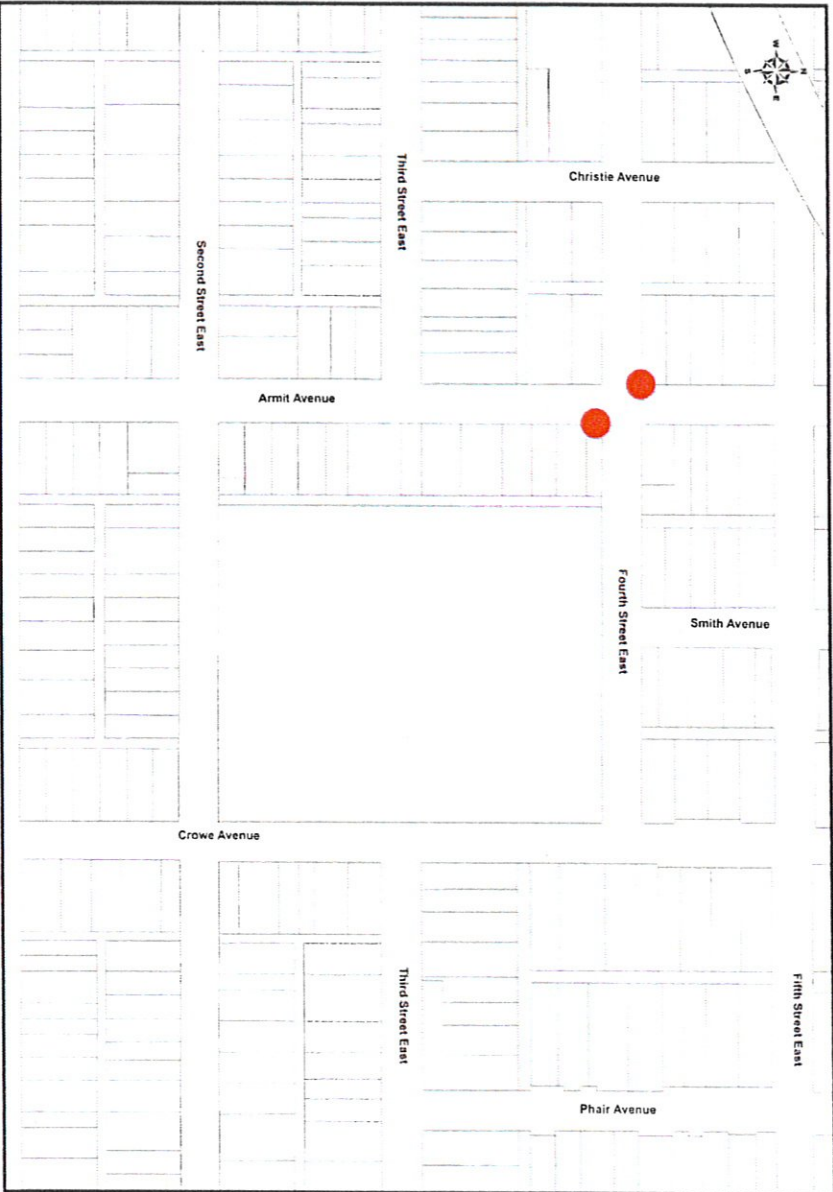 W
N
S
E
Christie Avenue
Third Street East
Second Street East
Armit Avenue
Fourth Street East
Smith Avenue
Crowe Avenue
Third Street East
Fifth Street East
Phair Avenue